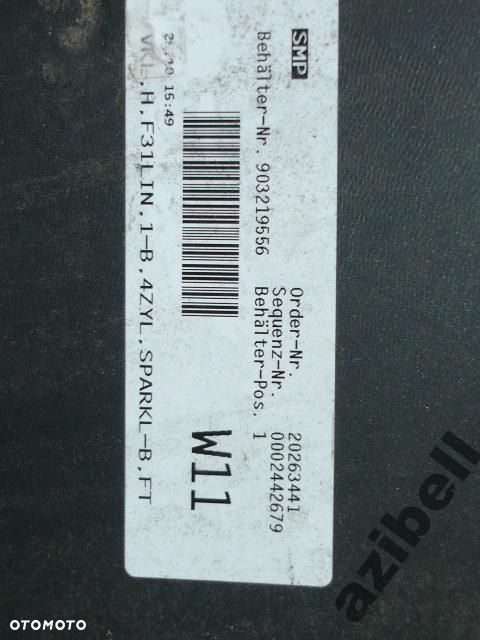 SMP
Order-Nr. 20263441
Sequenz-Nr. 0002442679
Behälter-Nr. 903219556 Behälter-Pos. 1
W11
15:49
VKL,H,F31LIN,1-B,4ZYL,SPARKL-B,FT
azibell
OTOMOTO